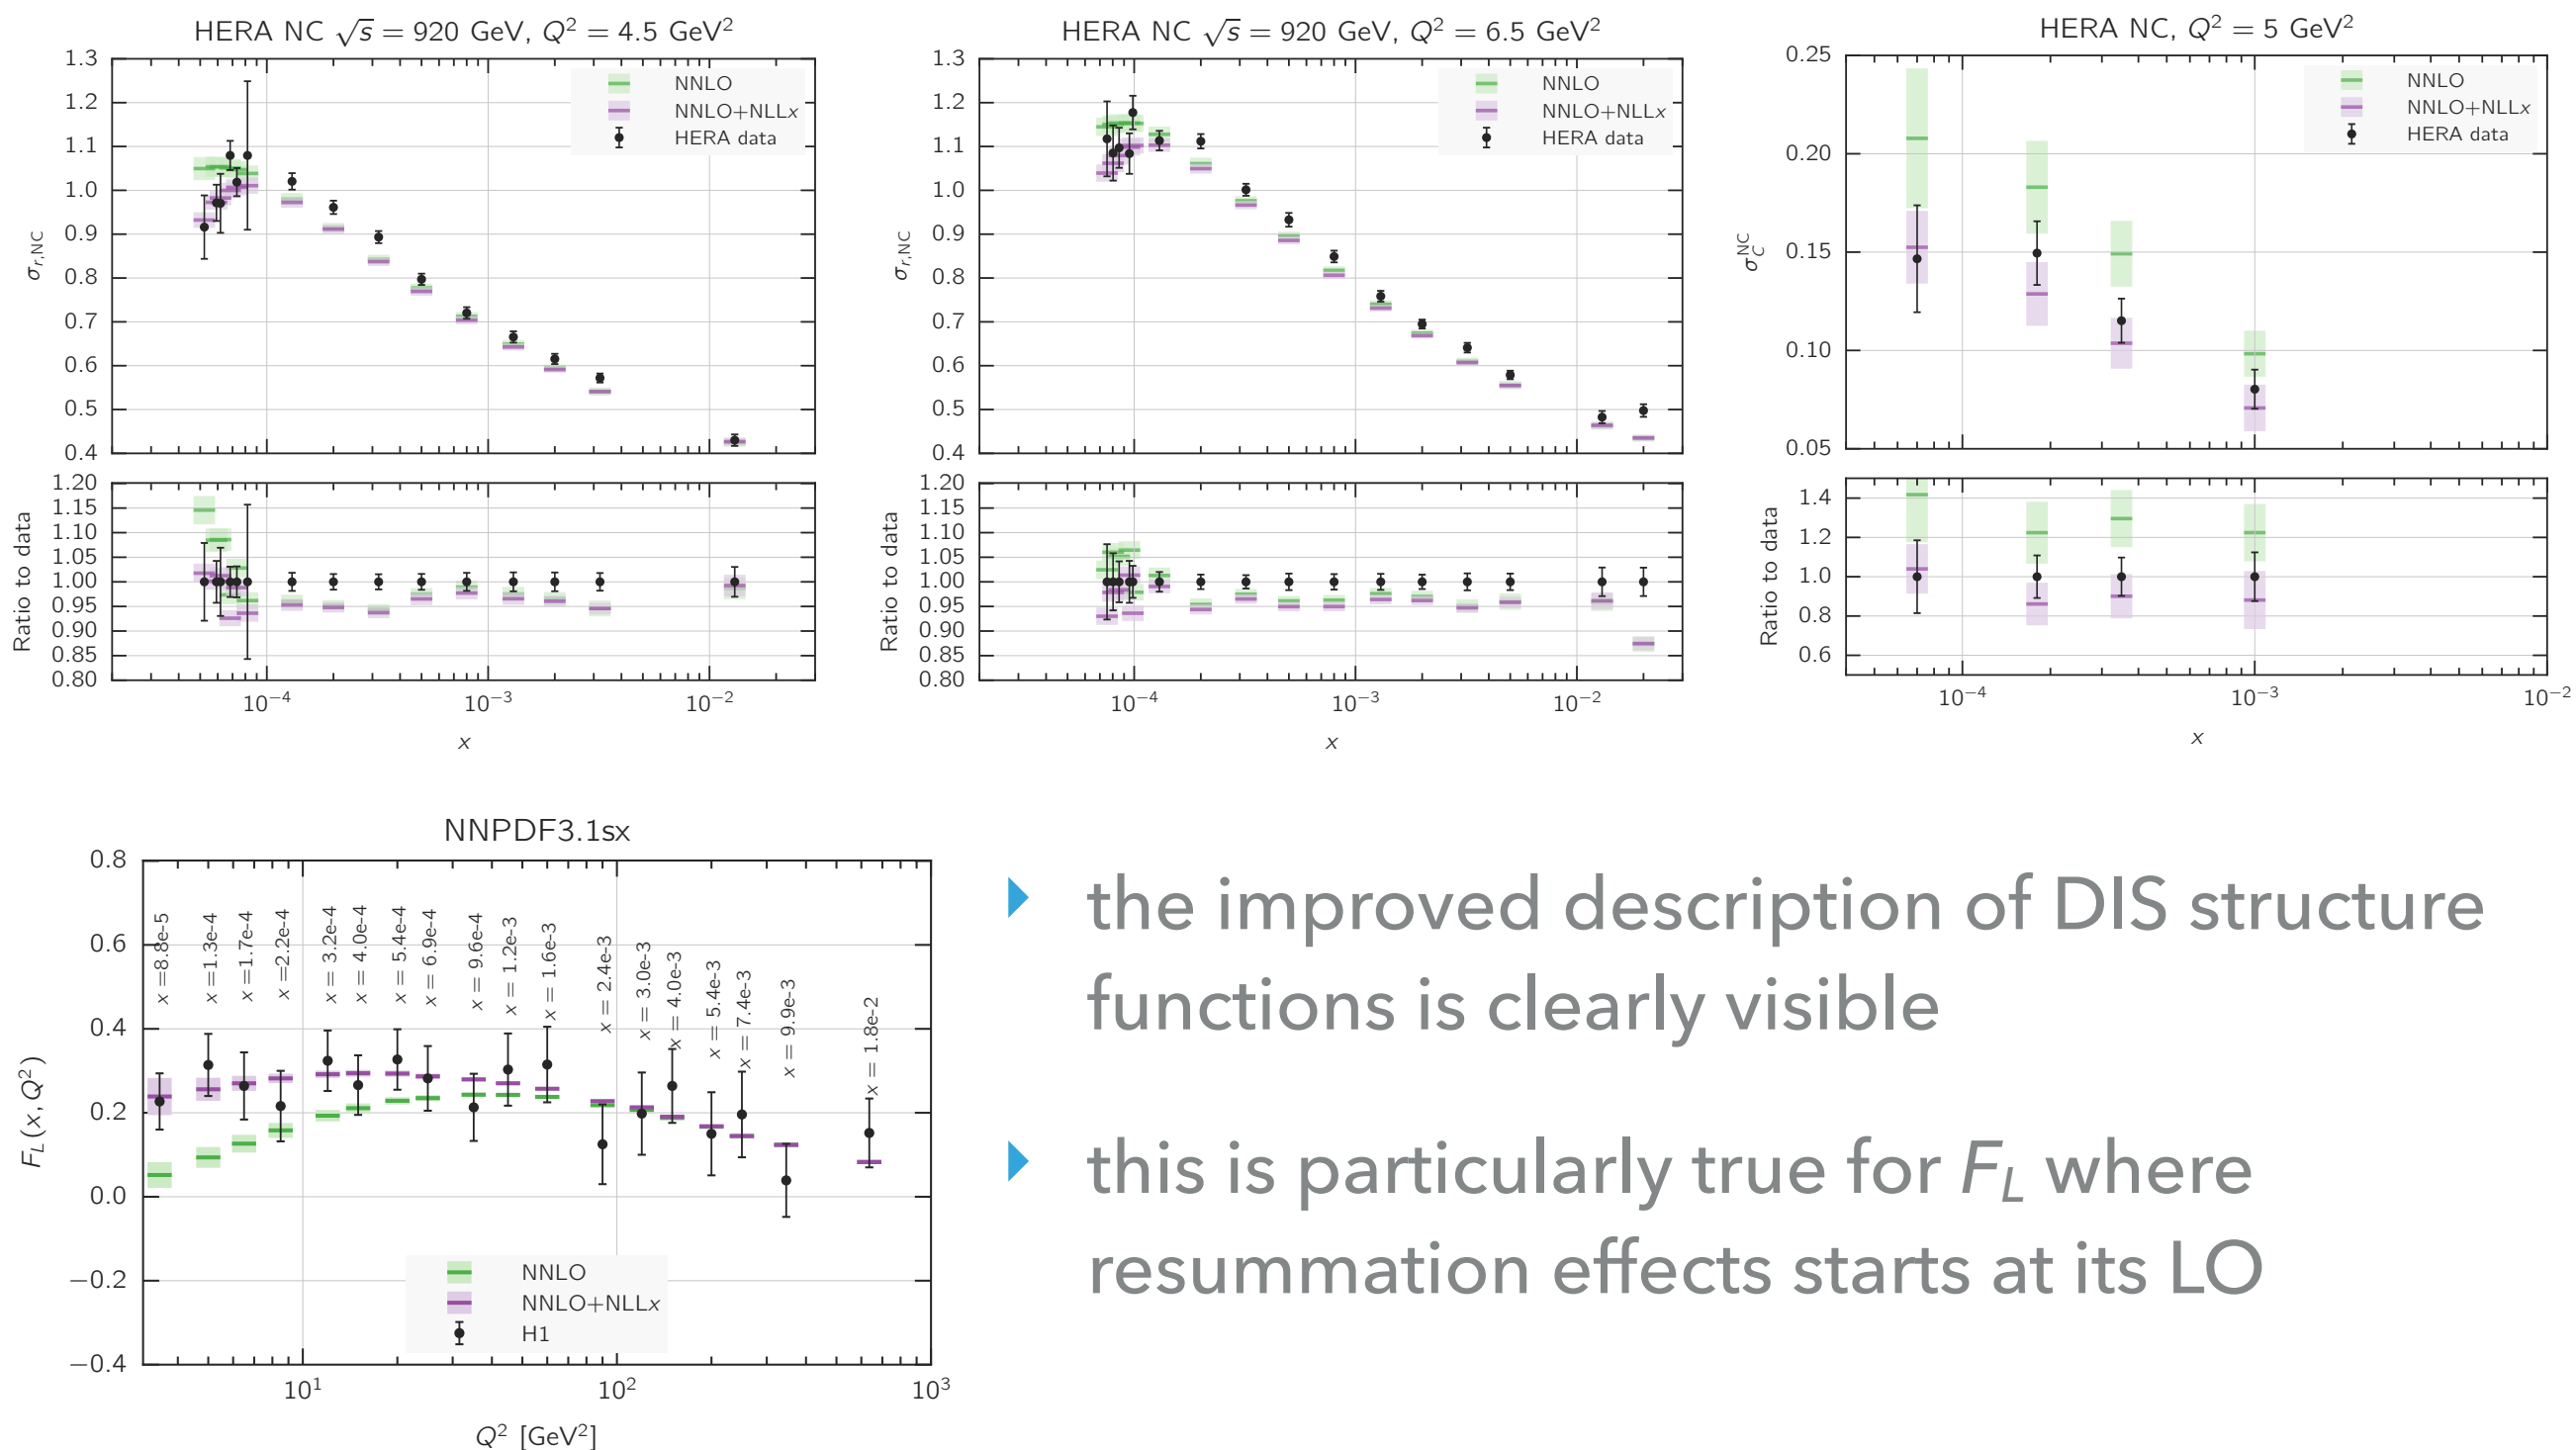 HERA NC √s = 920 GeV, Q² = 4.5 GeV²
1.3
1.2
1.1
1.0
0.9
0.8
0.7
0.6
0.5
0.4
σr,NC
NNLO
NNLO+NLLx
HERA data
1.20
1.15
1.10
1.05
1.00
0.95
0.90
0.85
0.80
Ratio to data
10⁻⁴
10⁻³
10⁻²
x
HERA NC √s = 920 GeV, Q² = 6.5 GeV²
1.3
1.2
1.1
1.0
0.9
0.8
0.7
0.6
0.5
0.4
σr,NC
NNLO
NNLO+NLLx
HERA data
1.20
1.15
1.10
1.05
1.00
0.95
0.90
0.85
0.80
Ratio to data
10⁻⁴
10⁻³
10⁻²
x
HERA NC, Q² = 5 GeV²
0.25
0.20
0.15
0.10
0.05
σ_C^NC
NNLO
NNLO+NLLx
HERA data
1.4
1.2
1.0
0.8
0.6
Ratio to data
10⁻⁴
10⁻³
10⁻²
x
NNPDF3.1sx
0.8
0.6
0.4
0.2
0.0
−0.2
−0.4
F_L(x, Q²)
x =8.8e-5
x =1.3e-4
x =1.7e-4
x =2.2e-4
x = 3.2e-4
x = 4.0e-4
x = 5.4e-4
x = 6.9e-4
x = 9.6e-4
x = 1.2e-3
x = 1.6e-3
x = 2.4e-3
x = 3.0e-3
x = 4.0e-3
x = 5.4e-3
x = 7.4e-3
x = 9.9e-3
x = 1.8e-2
NNLO
NNLO+NLLx
H1
10¹
10²
10³
Q² [GeV²]
the improved description of DIS structure
functions is clearly visible
this is particularly true for F_L where
resummation effects starts at its LO